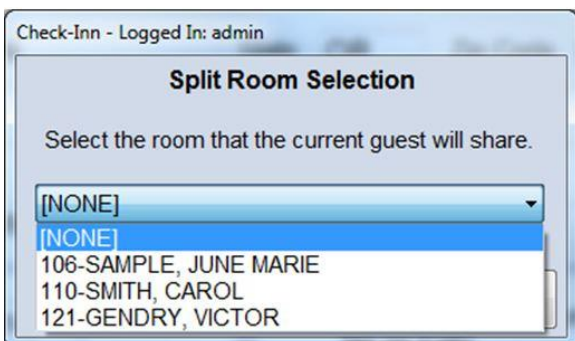 Check-Inn - Logged In: admin
Split Room Selection
Select the room that the current guest will share.
[NONE]
[NONE]
106-SAMPLE, JUNE MARIE
110-SMITH, CAROL
121-GENDRY, VICTOR